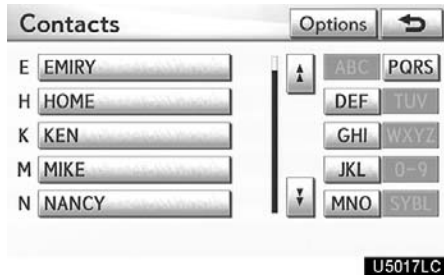 Contacts Options
E EMIRY ABC PQRS
H HOME DEF TUV
K KEN GHI WXYZ
M MIKE JKL 0-9
N NANCY MNO SYBL
U5017LC